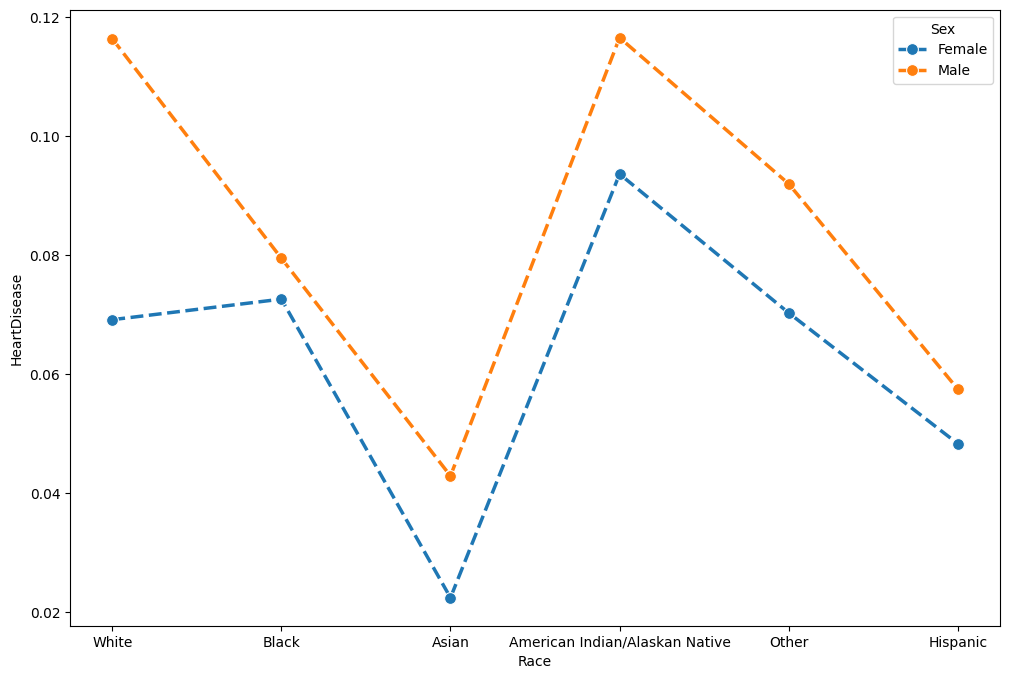 0.12
0.10
0.08
0.06
0.04
0.02
HeartDisease
Sex
Female
Male
White Black Asian American Indian/Alaskan Native Other Hispanic
Race